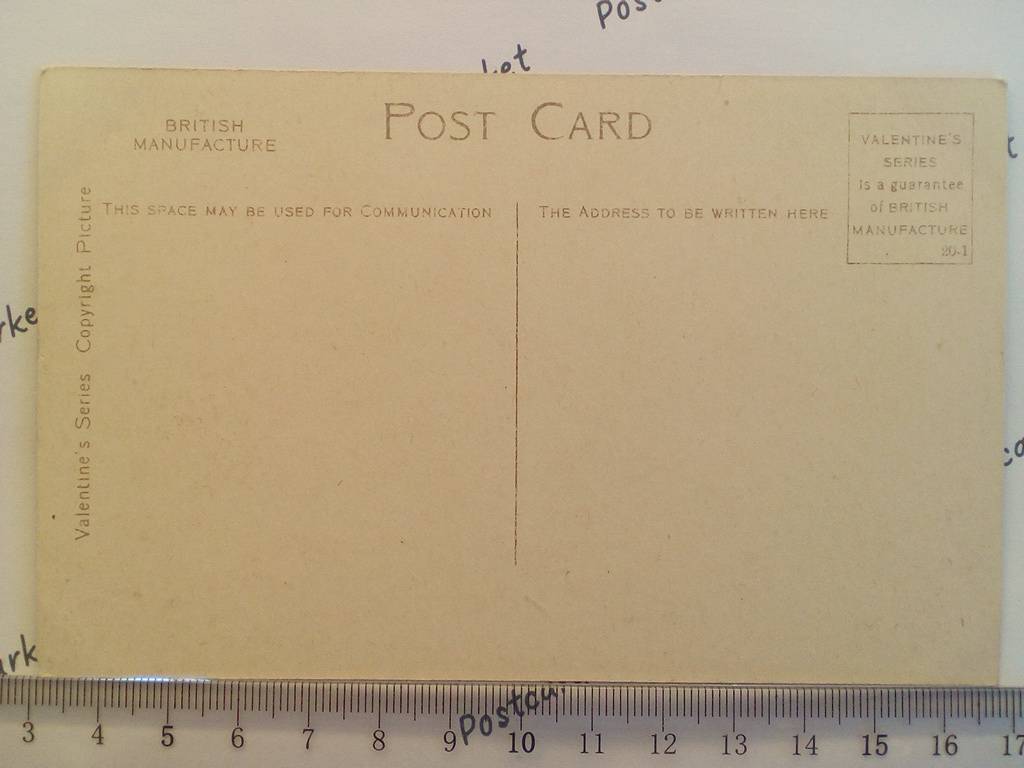 BRITISH
MANUFACTURE
POST CARD
VALENTINE'S
SERIES
is a guarantee
of BRITISH
MANUFACTURE
20-1
THIS SPACE MAY BE USED FOR COMMUNICATION
THE ADDRESS TO BE WRITTEN HERE
Valentine's Series Copyright Picture
3 4 5 6 7 8 9 10 11 12 13 14 15 16 17